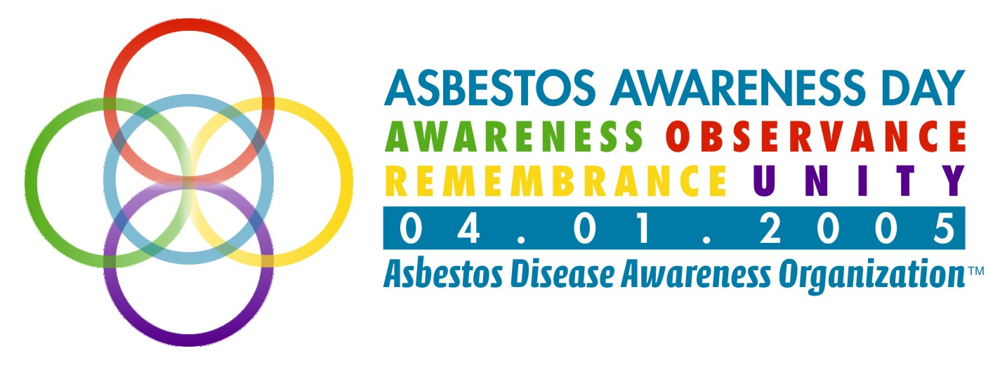 ASBESTOS AWARENESS DAY
AWARENESS OBSERVANCE
REMEMBRANCE UNITY
04.01.2005
Asbestos Disease Awareness Organization™